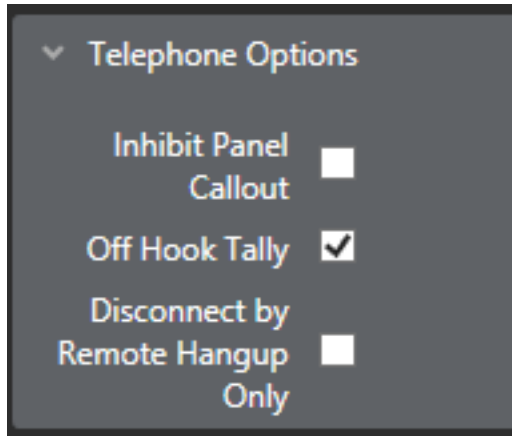 Telephone Options
Inhibit Panel
Callout
Off Hook Tally
Disconnect by
Remote Hangup
Only